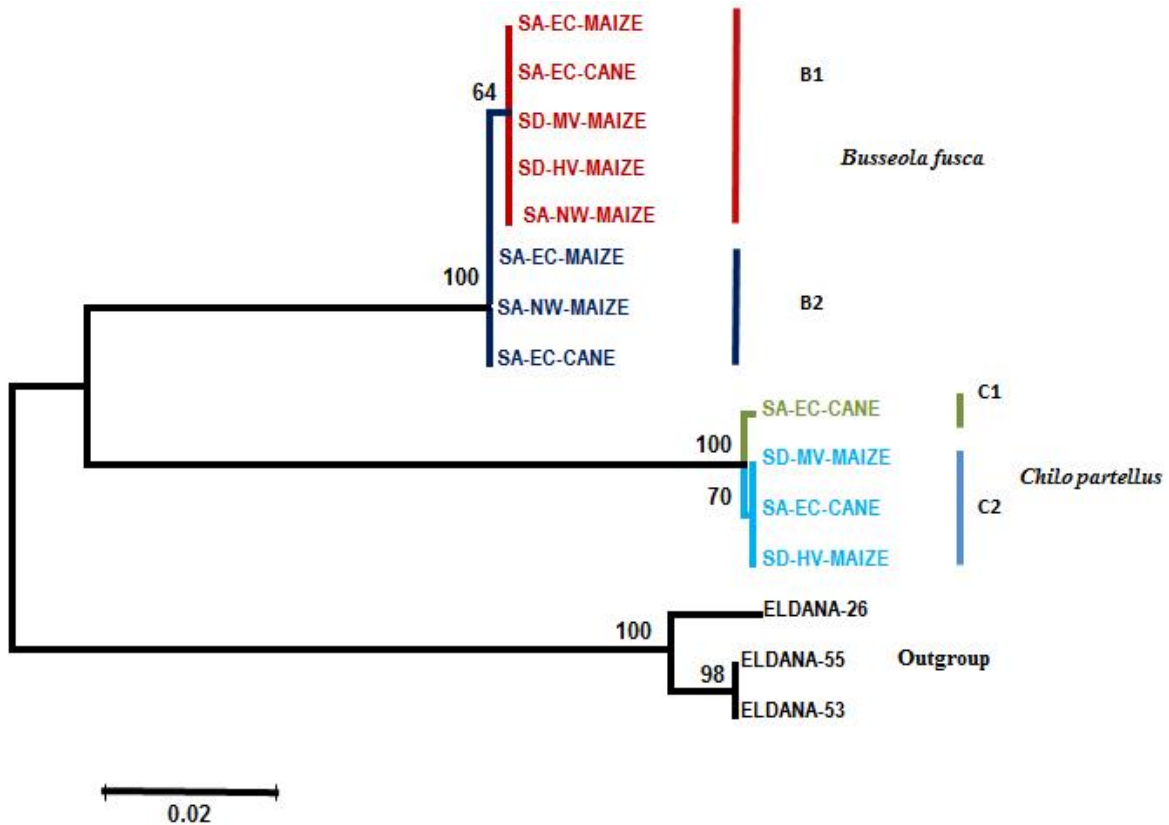 SA-EC-MAIZE
SA-EC-CANE
B1
64
SD-MV-MAIZE
Busseola fusca
SD-HV-MAIZE
SA-NW-MAIZE
SA-EC-MAIZE
100
SA-NW-MAIZE
B2
SA-EC-CANE
C1
SA-EC-CANE
100
SD-MV-MAIZE
Chilo partellus
70
SA-EC-CANE
C2
SD-HV-MAIZE
ELDANA-26
100
ELDANA-55
Outgroup
98
ELDANA-53
0.02